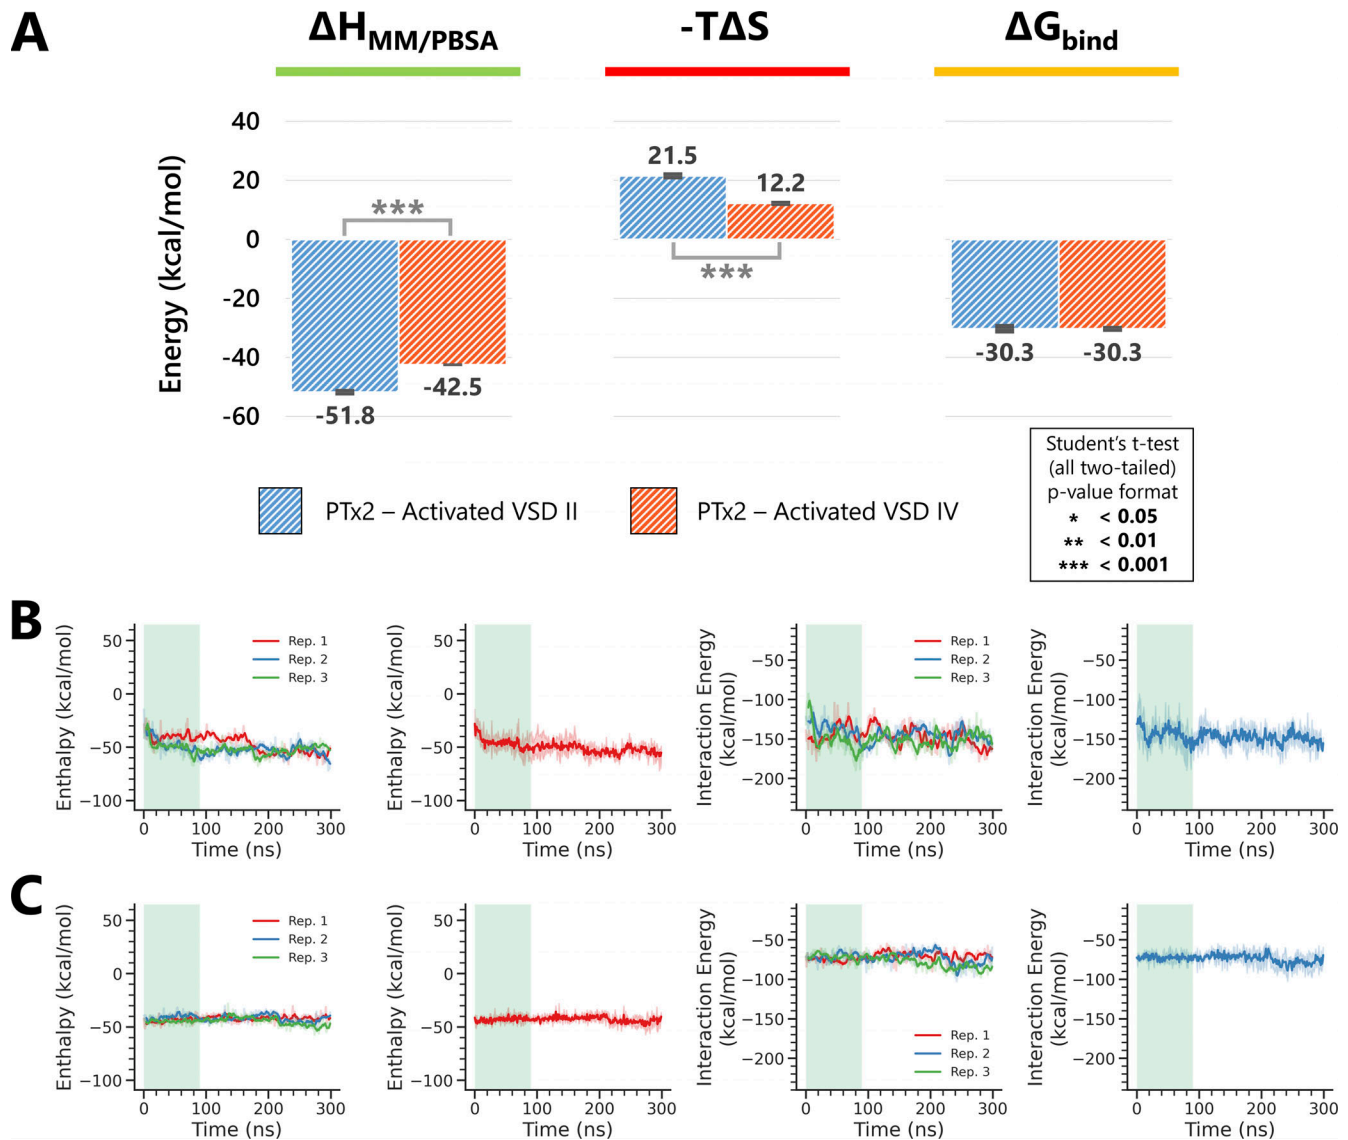 A
ΔH MM/PBSA
-TΔS
ΔG bind
Energy (kcal/mol)
40
20
0
-20
-40
-60
***
-51.8
-42.5
21.5
12.2
***
-30.3
-30.3
PTx2 – Activated VSD II
PTx2 – Activated VSD IV
Student's t-test
(all two-tailed)
p-value format
* < 0.05
** < 0.01
*** < 0.001
B
Enthalpy (kcal/mol)
50
0
−50
−100
Rep. 1
Rep. 2
Rep. 3
0 100 200 300
Time (ns)
Enthalpy (kcal/mol)
50
0
−50
−100
0 100 200 300
Time (ns)
Interaction Energy
(kcal/mol)
−50
−100
−150
−200
Rep. 1
Rep. 2
Rep. 3
0 100 200 300
Time (ns)
Interaction Energy
(kcal/mol)
−50
−100
−150
−200
0 100 200 300
Time (ns)
C
Enthalpy (kcal/mol)
50
0
−50
−100
Rep. 1
Rep. 2
Rep. 3
0 100 200 300
Time (ns)
Enthalpy (kcal/mol)
50
0
−50
−100
0 100 200 300
Time (ns)
Interaction Energy
(kcal/mol)
−50
−100
−150
−200
Rep. 1
Rep. 2
Rep. 3
0 100 200 300
Time (ns)
Interaction Energy
(kcal/mol)
−50
−100
−150
−200
0 100 200 300
Time (ns)